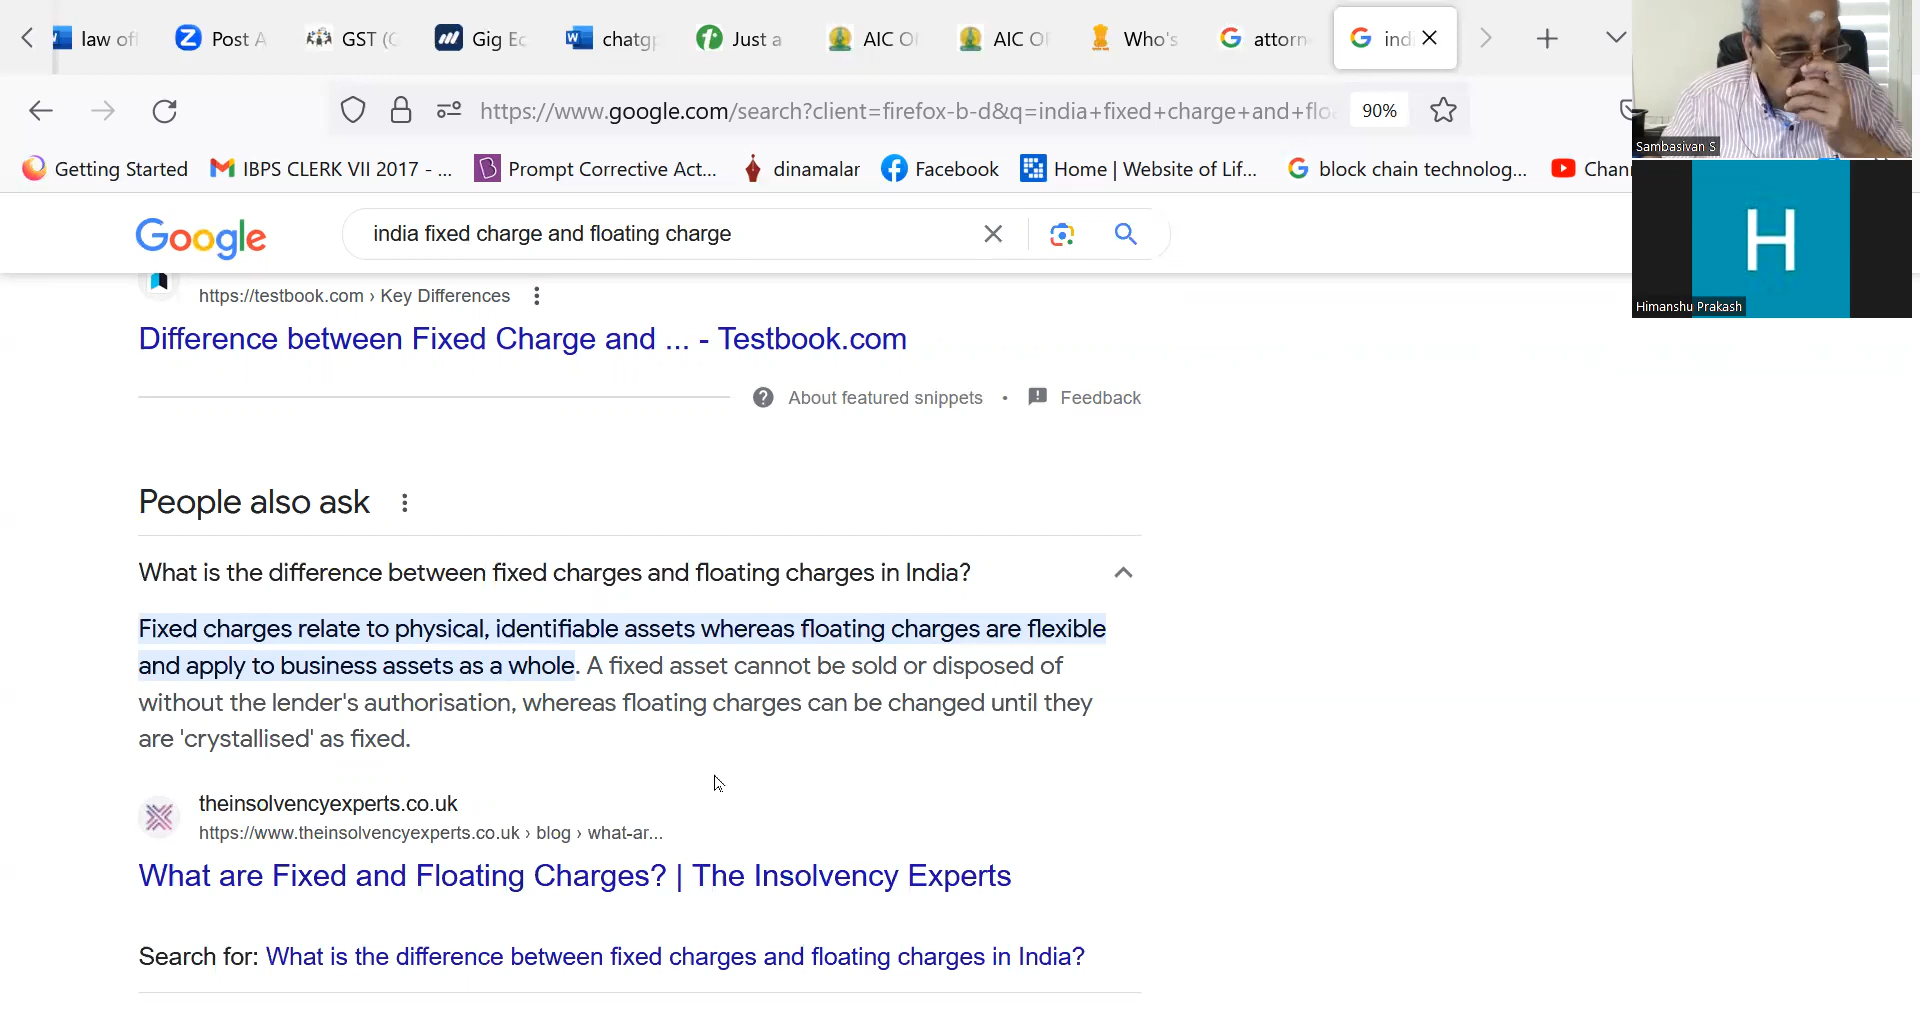 law of
Post A
GST (C
Gig Ec
chatgp
Just a
AIC Of
AIC Of
Who's
attorn
ind
https://www.google.com/search?client=firefox-b-d&q=india+fixed+charge+and+flo
90%
Getting Started
IBPS CLERK VII 2017 - ...
Prompt Corrective Act...
dinamalar
Facebook
Home | Website of Lif...
block chain technolog...
Chan
Sambasivan S
H
Himanshu Prakash
Google
india fixed charge and floating charge
https://testbook.com › Key Differences
Difference between Fixed Charge and ... - Testbook.com
About featured snippets • Feedback
People also ask
What is the difference between fixed charges and floating charges in India?
Fixed charges relate to physical, identifiable assets whereas floating charges are flexible
and apply to business assets as a whole. A fixed asset cannot be sold or disposed of
without the lender's authorisation, whereas floating charges can be changed until they
are 'crystallised' as fixed.
theinsolvencyexperts.co.uk
https://www.theinsolvencyexperts.co.uk › blog › what-ar...
What are Fixed and Floating Charges? | The Insolvency Experts
Search for: What is the difference between fixed charges and floating charges in India?